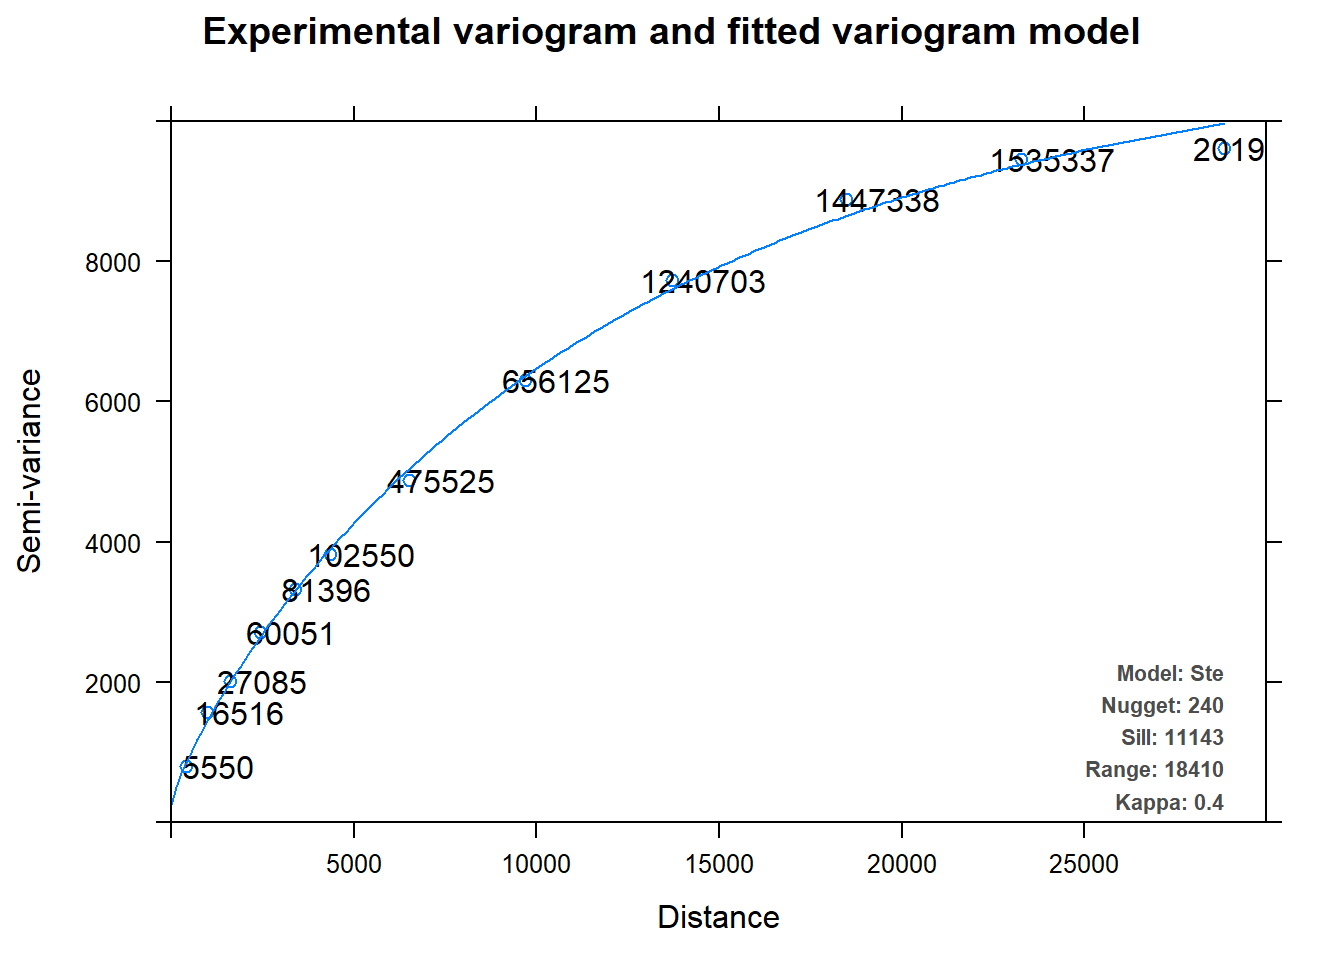 Experimental variogram and fitted variogram model
Semi-variance
8000
6000
4000
2000
2019
1535337
1447338
1240703
656125
475525
102550
81396
60051
27085
16516
5550
Model: Ste
Nugget: 240
Sill: 11143
Range: 18410
Kappa: 0.4
5000 10000 15000 20000 25000
Distance